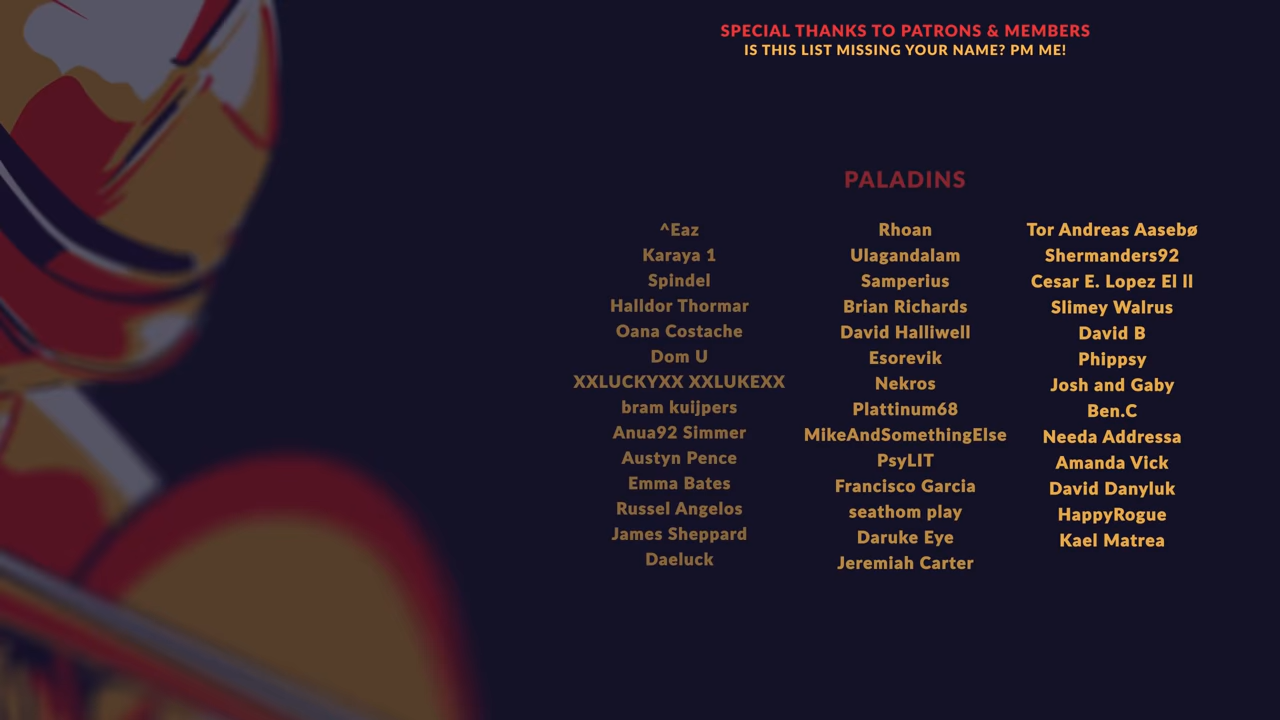 SPECIAL THANKS TO PATRONS & MEMBERS
IS THIS LIST MISSING YOUR NAME? PM ME!
PALADINS
^Eaz
Karaya 1
Spindel
Halldor Thormar
Oana Costache
Dom U
XXLUCKYXX XXLUKEXX
bram kuijpers
Anua92 Simmer
Austyn Pence
Emma Bates
Russel Angelos
James Sheppard
Daeluck
Rhoan
Ulagandalam
Samperius
Brian Richards
David Halliwell
Esorevik
Nekros
Plattinum68
MikeAndSomethingElse
PsyLIT
Francisco Garcia
seathom play
Daruke Eye
Jeremiah Carter
Tor Andreas Aasebø
Shermanders92
Cesar E. Lopez El ll
Slimey Walrus
David B
Phippsy
Josh and Gaby
Ben.C
Needa Addressa
Amanda Vick
David Danyluk
HappyRogue
Kael Matrea